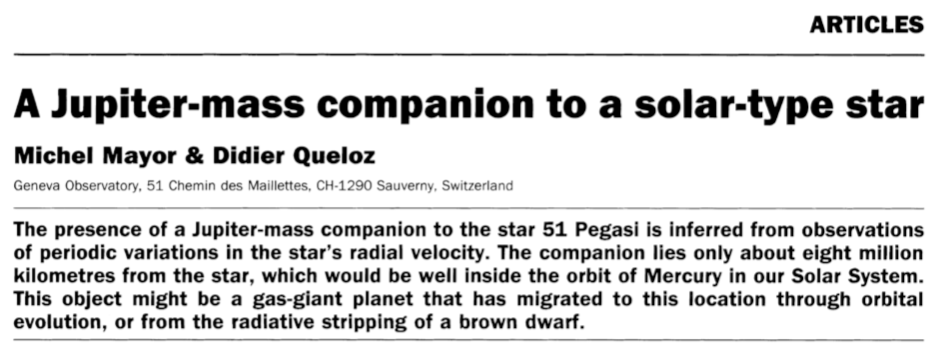 ARTICLES
A Jupiter-mass companion to a solar-type star
Michel Mayor & Didier Queloz
Geneva Observatory, 51 Chemin des Maillettes, CH-1290 Sauverny, Switzerland
The presence of a Jupiter-mass companion to the star 51 Pegasi is inferred from observations
of periodic variations in the star's radial velocity. The companion lies only about eight million
kilometres from the star, which would be well inside the orbit of Mercury in our Solar System.
This object might be a gas-giant planet that has migrated to this location through orbital
evolution, or from the radiative stripping of a brown dwarf.